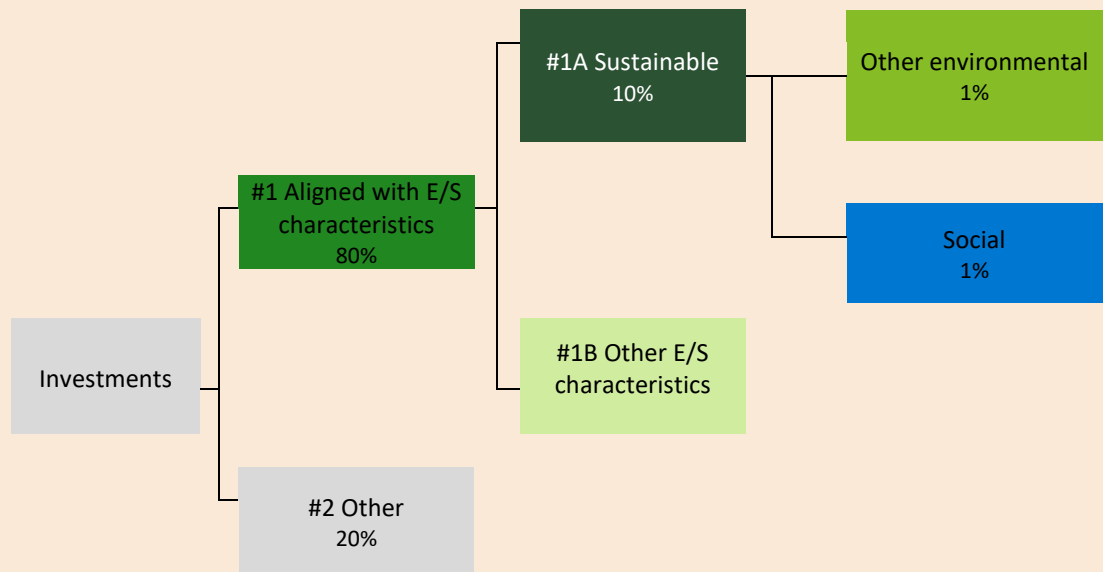 Investments
#1 Aligned with E/S
characteristics
80%
#2 Other
20%
#1A Sustainable
10%
#1B Other E/S
characteristics
Other environmental
1%
Social
1%